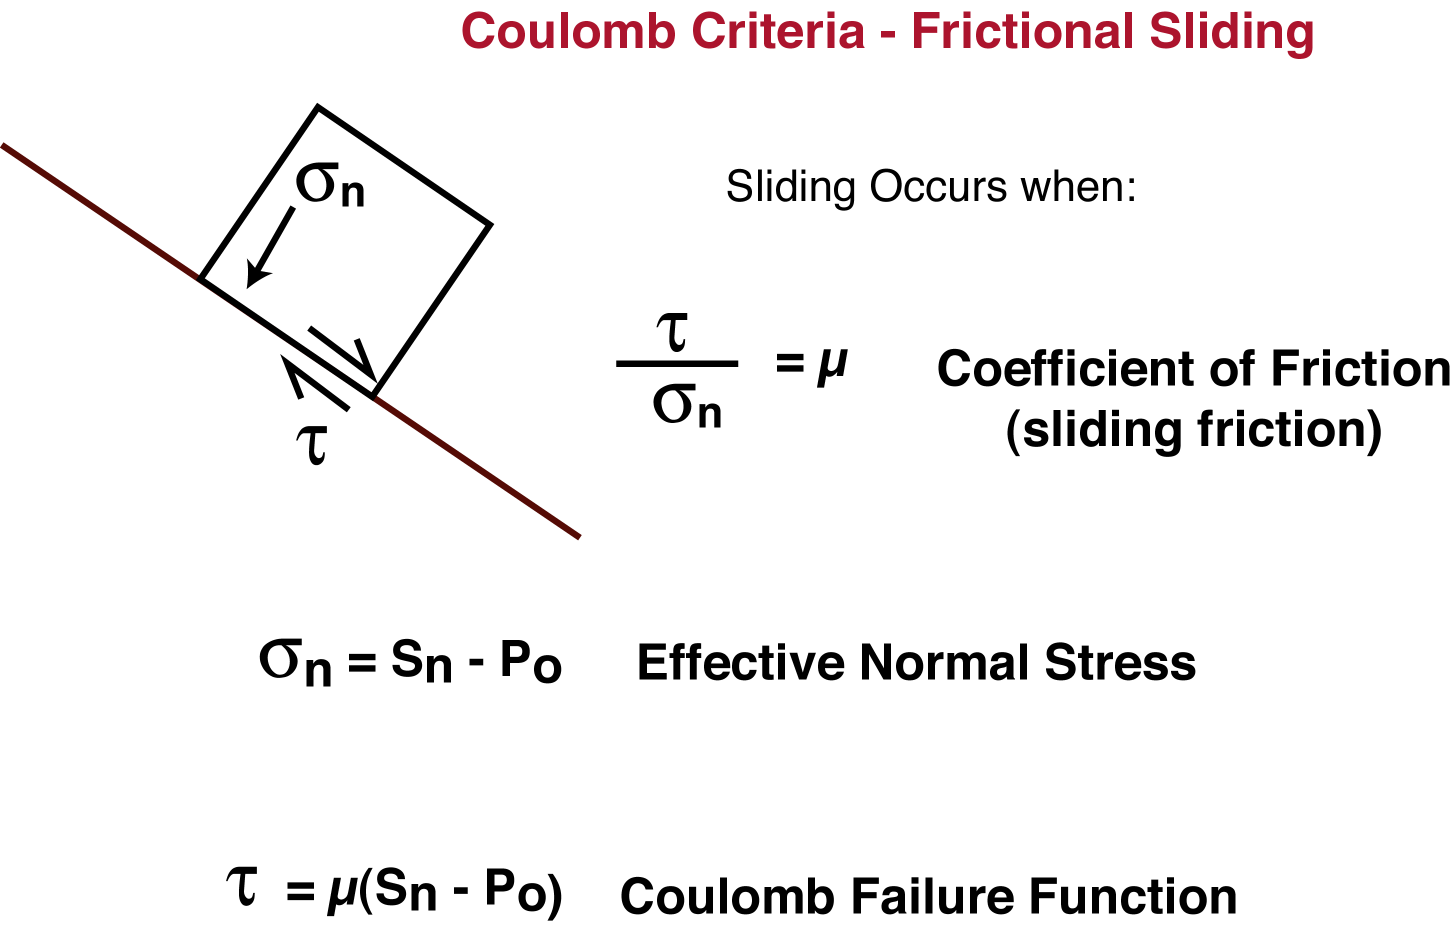 Coulomb Criteria - Frictional Sliding
σn
Sliding Occurs when:
τ
σn
= μ
Coefficient of Friction
(sliding friction)
τ
σn = Sn - Po
Effective Normal Stress
τ = μ(Sn - Po)
Coulomb Failure Function